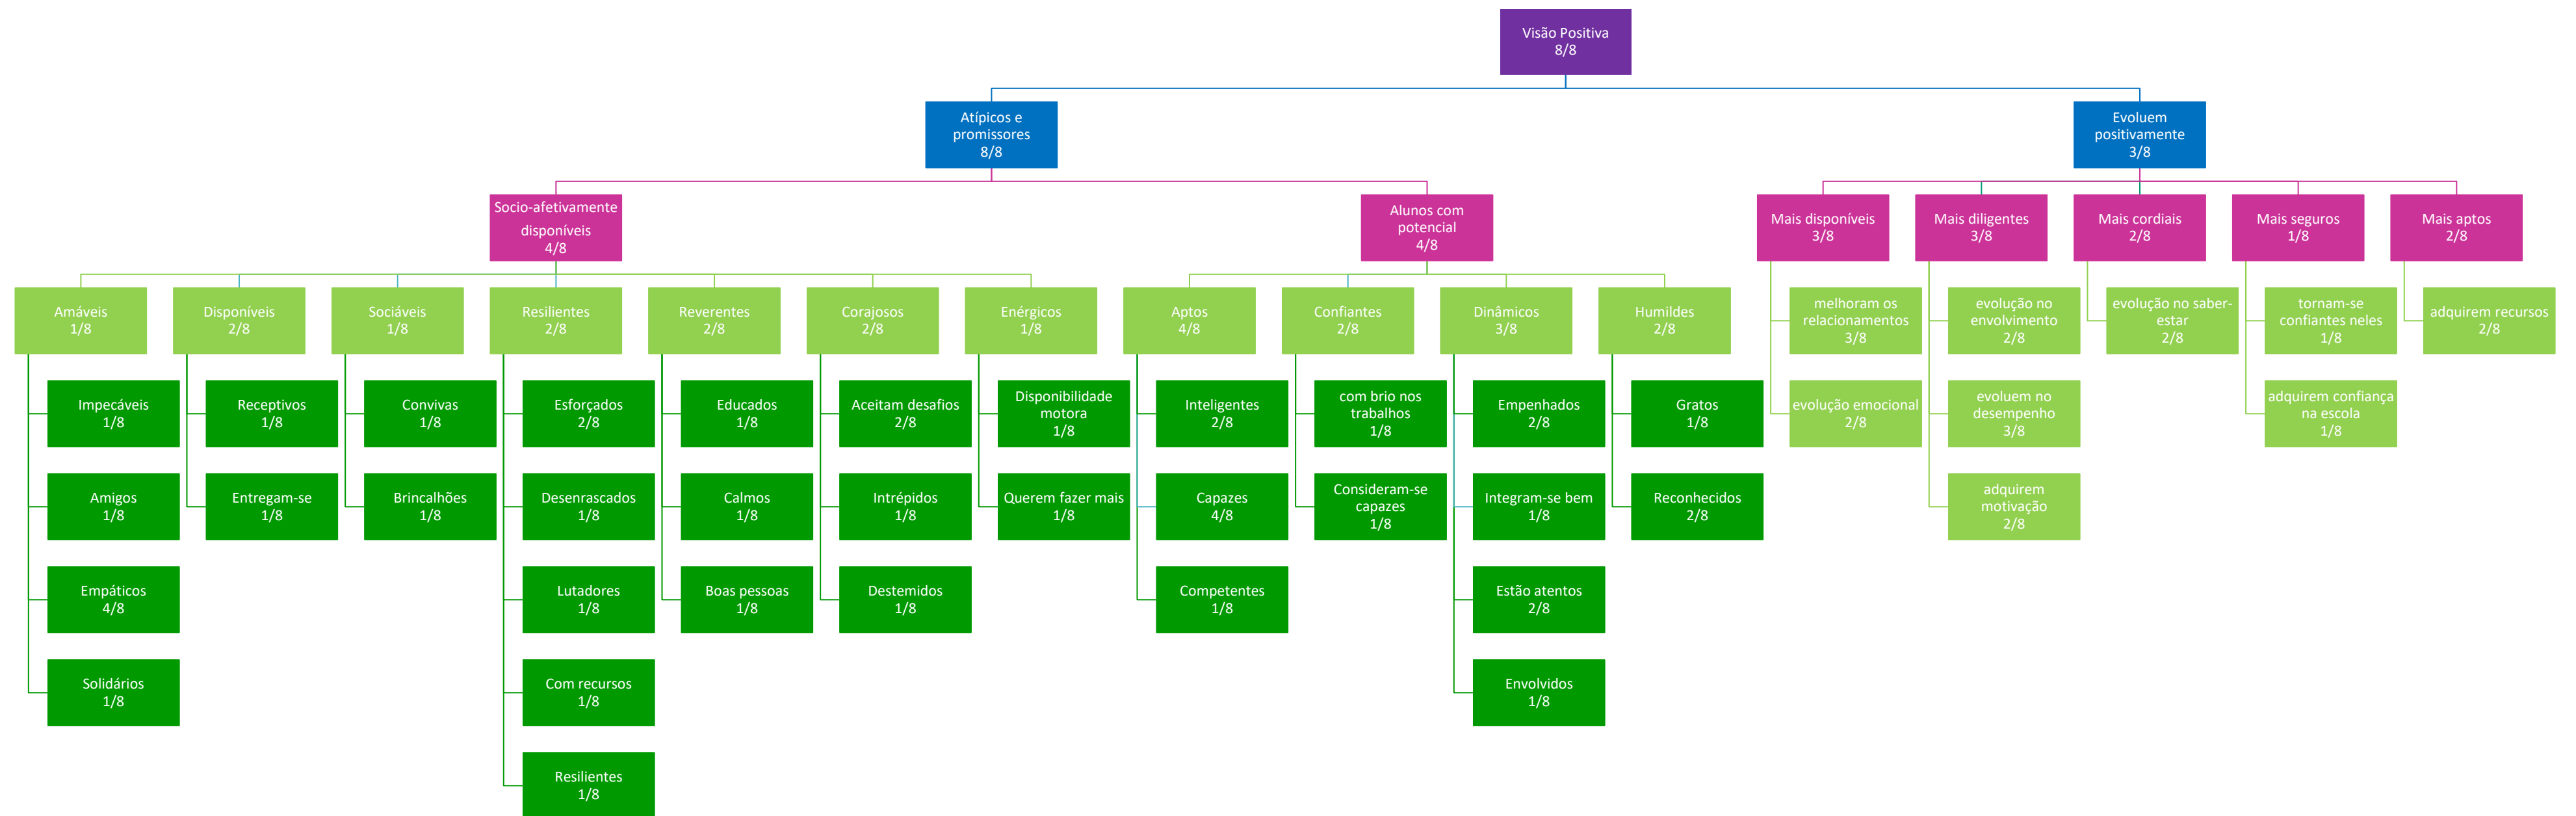 Visão Positiva
8/8
Atípicos e
promissores
8/8
Evoluem
positivamente
3/8
Socio-afetivamente
disponíveis
4/8
Alunos com
potencial
4/8
Mais disponíveis
3/8
Mais diligentes
3/8
Mais cordiais
2/8
Mais seguros
1/8
Mais aptos
2/8
Amáveis
1/8
Disponíveis
2/8
Sociáveis
1/8
Resilientes
2/8
Reverentes
2/8
Corajosos
2/8
Enérgicos
1/8
Aptos
4/8
Confiantes
2/8
Dinâmicos
3/8
Humildes
2/8
melhoram os
relacionamentos
3/8
evolução no
envolvimento
2/8
evolução no saber-
estar
2/8
tornam-se
confiantes neles
1/8
adquirem recursos
2/8
Impecáveis
1/8
Receptivos
1/8
Convivas
1/8
Esforçados
2/8
Educados
1/8
Aceitam desafios
2/8
Disponibilidade
motora
1/8
Inteligentes
2/8
com brio nos
trabalhos
1/8
Empenhados
2/8
Gratos
1/8
evolução emocional
2/8
evoluem no
desempenho
3/8
adquirem confiança
na escola
1/8
Amigos
1/8
Entregam-se
1/8
Brincalhões
1/8
Desenrascados
1/8
Calmos
1/8
Intrépidos
1/8
Querem fazer mais
1/8
Capazes
4/8
Consideram-se
capazes
1/8
Integram-se bem
1/8
Reconhecidos
2/8
adquirem
motivação
2/8
Empáticos
4/8
Lutadores
1/8
Boas pessoas
1/8
Destemidos
1/8
Competentes
1/8
Estão atentos
2/8
Solidários
1/8
Com recursos
1/8
Envolvidos
1/8
Resilientes
1/8